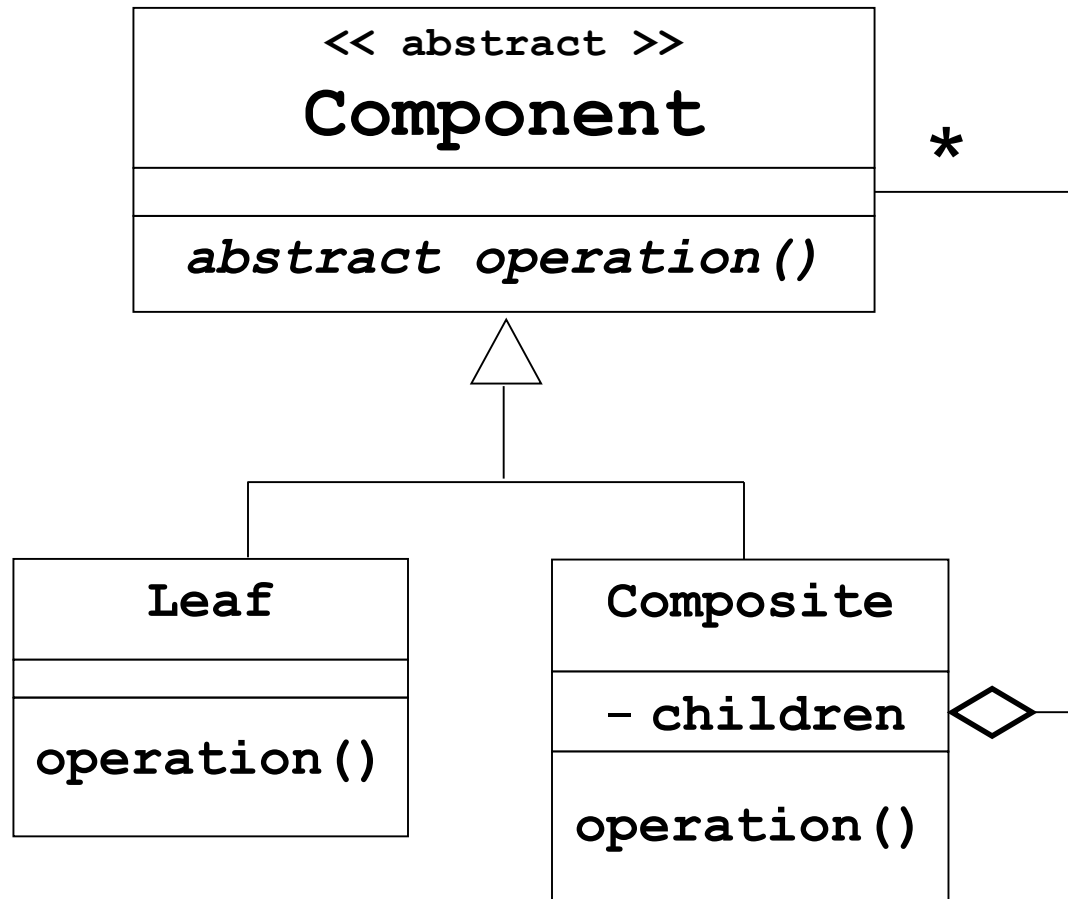 << abstract >>
Component
*
abstract operation()
Leaf
Composite
- children
operation()
operation()